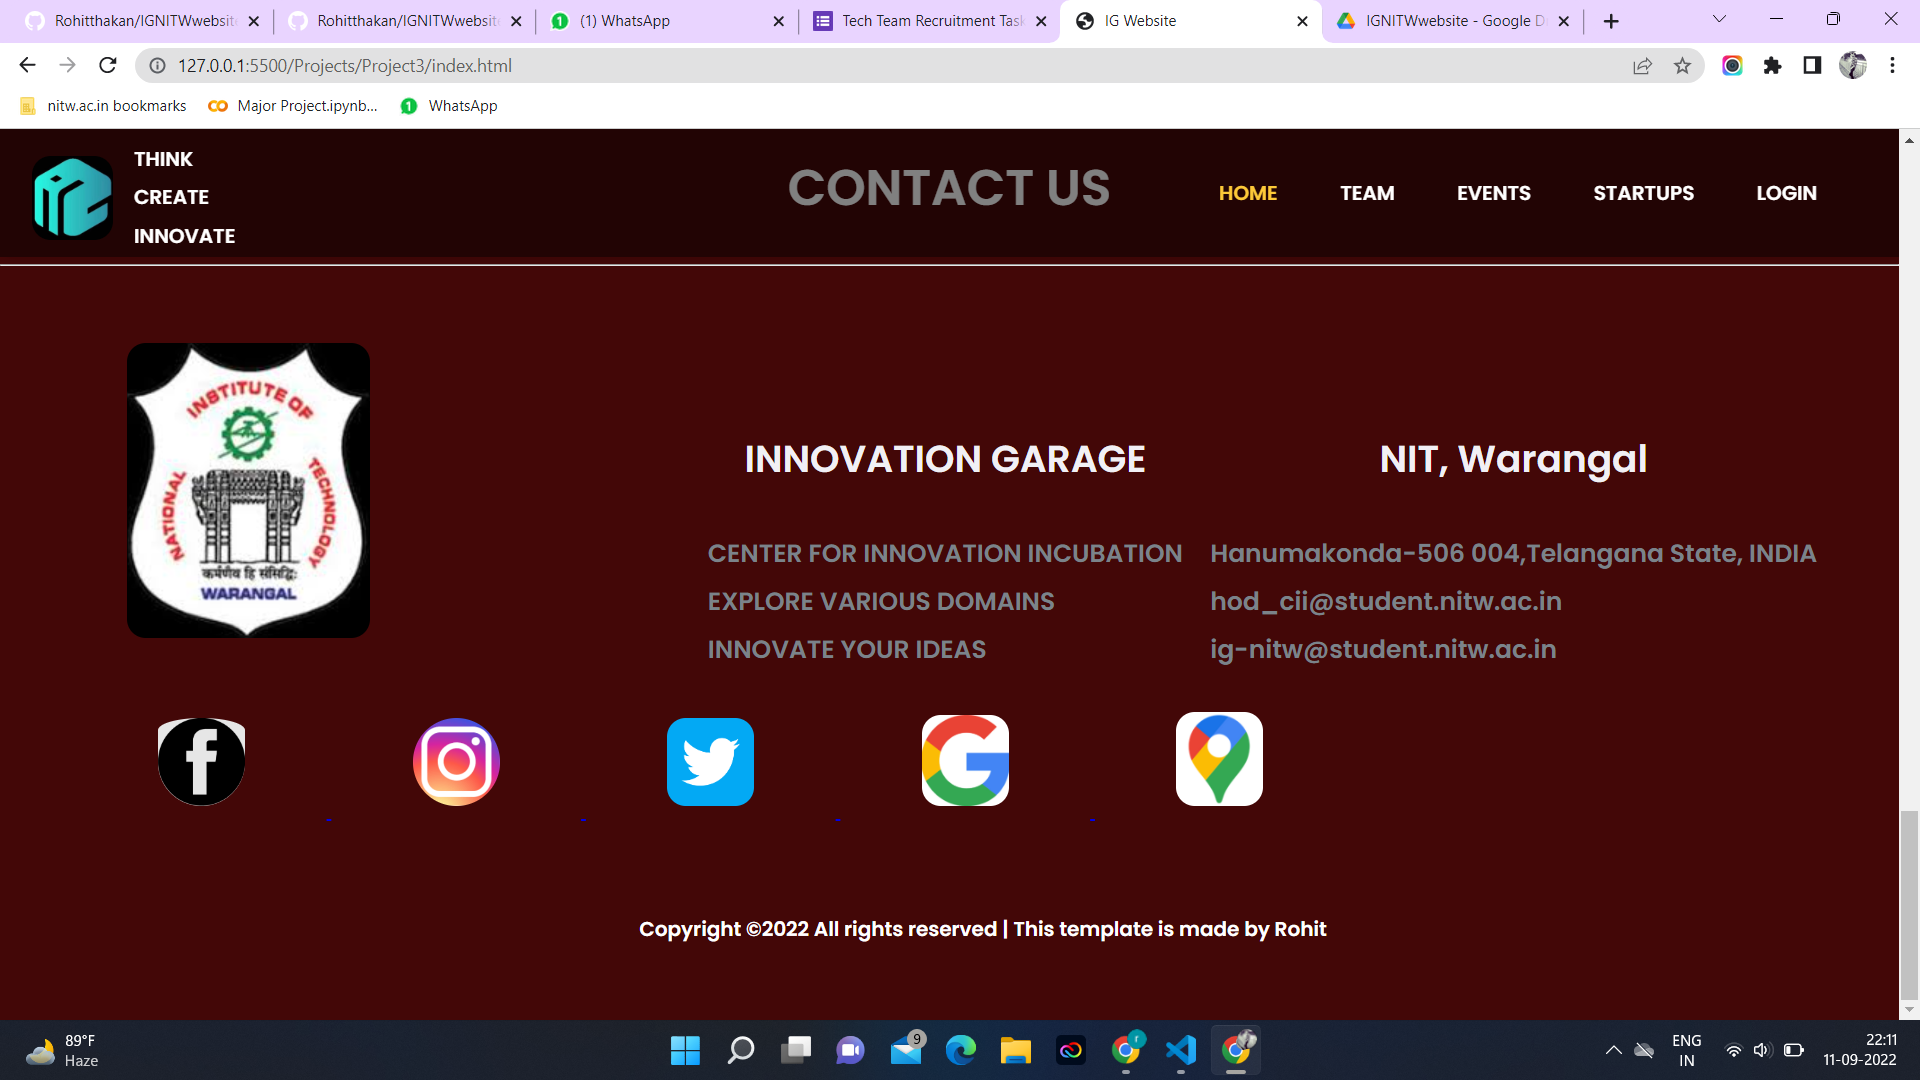 Rohitthakan/IGNITWwebsite
Rohitthakan/IGNITWwebsite
(1) WhatsApp
Tech Team Recruitment Task
IG Website
IGNITWwebsite - Google D
127.0.0.1:5500/Projects/Project3/index.html
nitw.ac.in bookmarks
Major Project.ipynb...
WhatsApp
THINK
CREATE
INNOVATE
CONTACT US
HOME
TEAM
EVENTS
STARTUPS
LOGIN
INSTITUTE OF
NATIONAL
TECHNOLOGY
कर्मणैव हि संसिद्धिः
WARANGAL
INNOVATION GARAGE
CENTER FOR INNOVATION INCUBATION
EXPLORE VARIOUS DOMAINS
INNOVATE YOUR IDEAS
NIT, Warangal
Hanumakonda-506 004,Telangana State, INDIA
hod_cii@student.nitw.ac.in
ig-nitw@student.nitw.ac.in
Copyright ©2022 All rights reserved | This template is made by Rohit
89°F
Haze
9
ENG
IN
22:11
11-09-2022